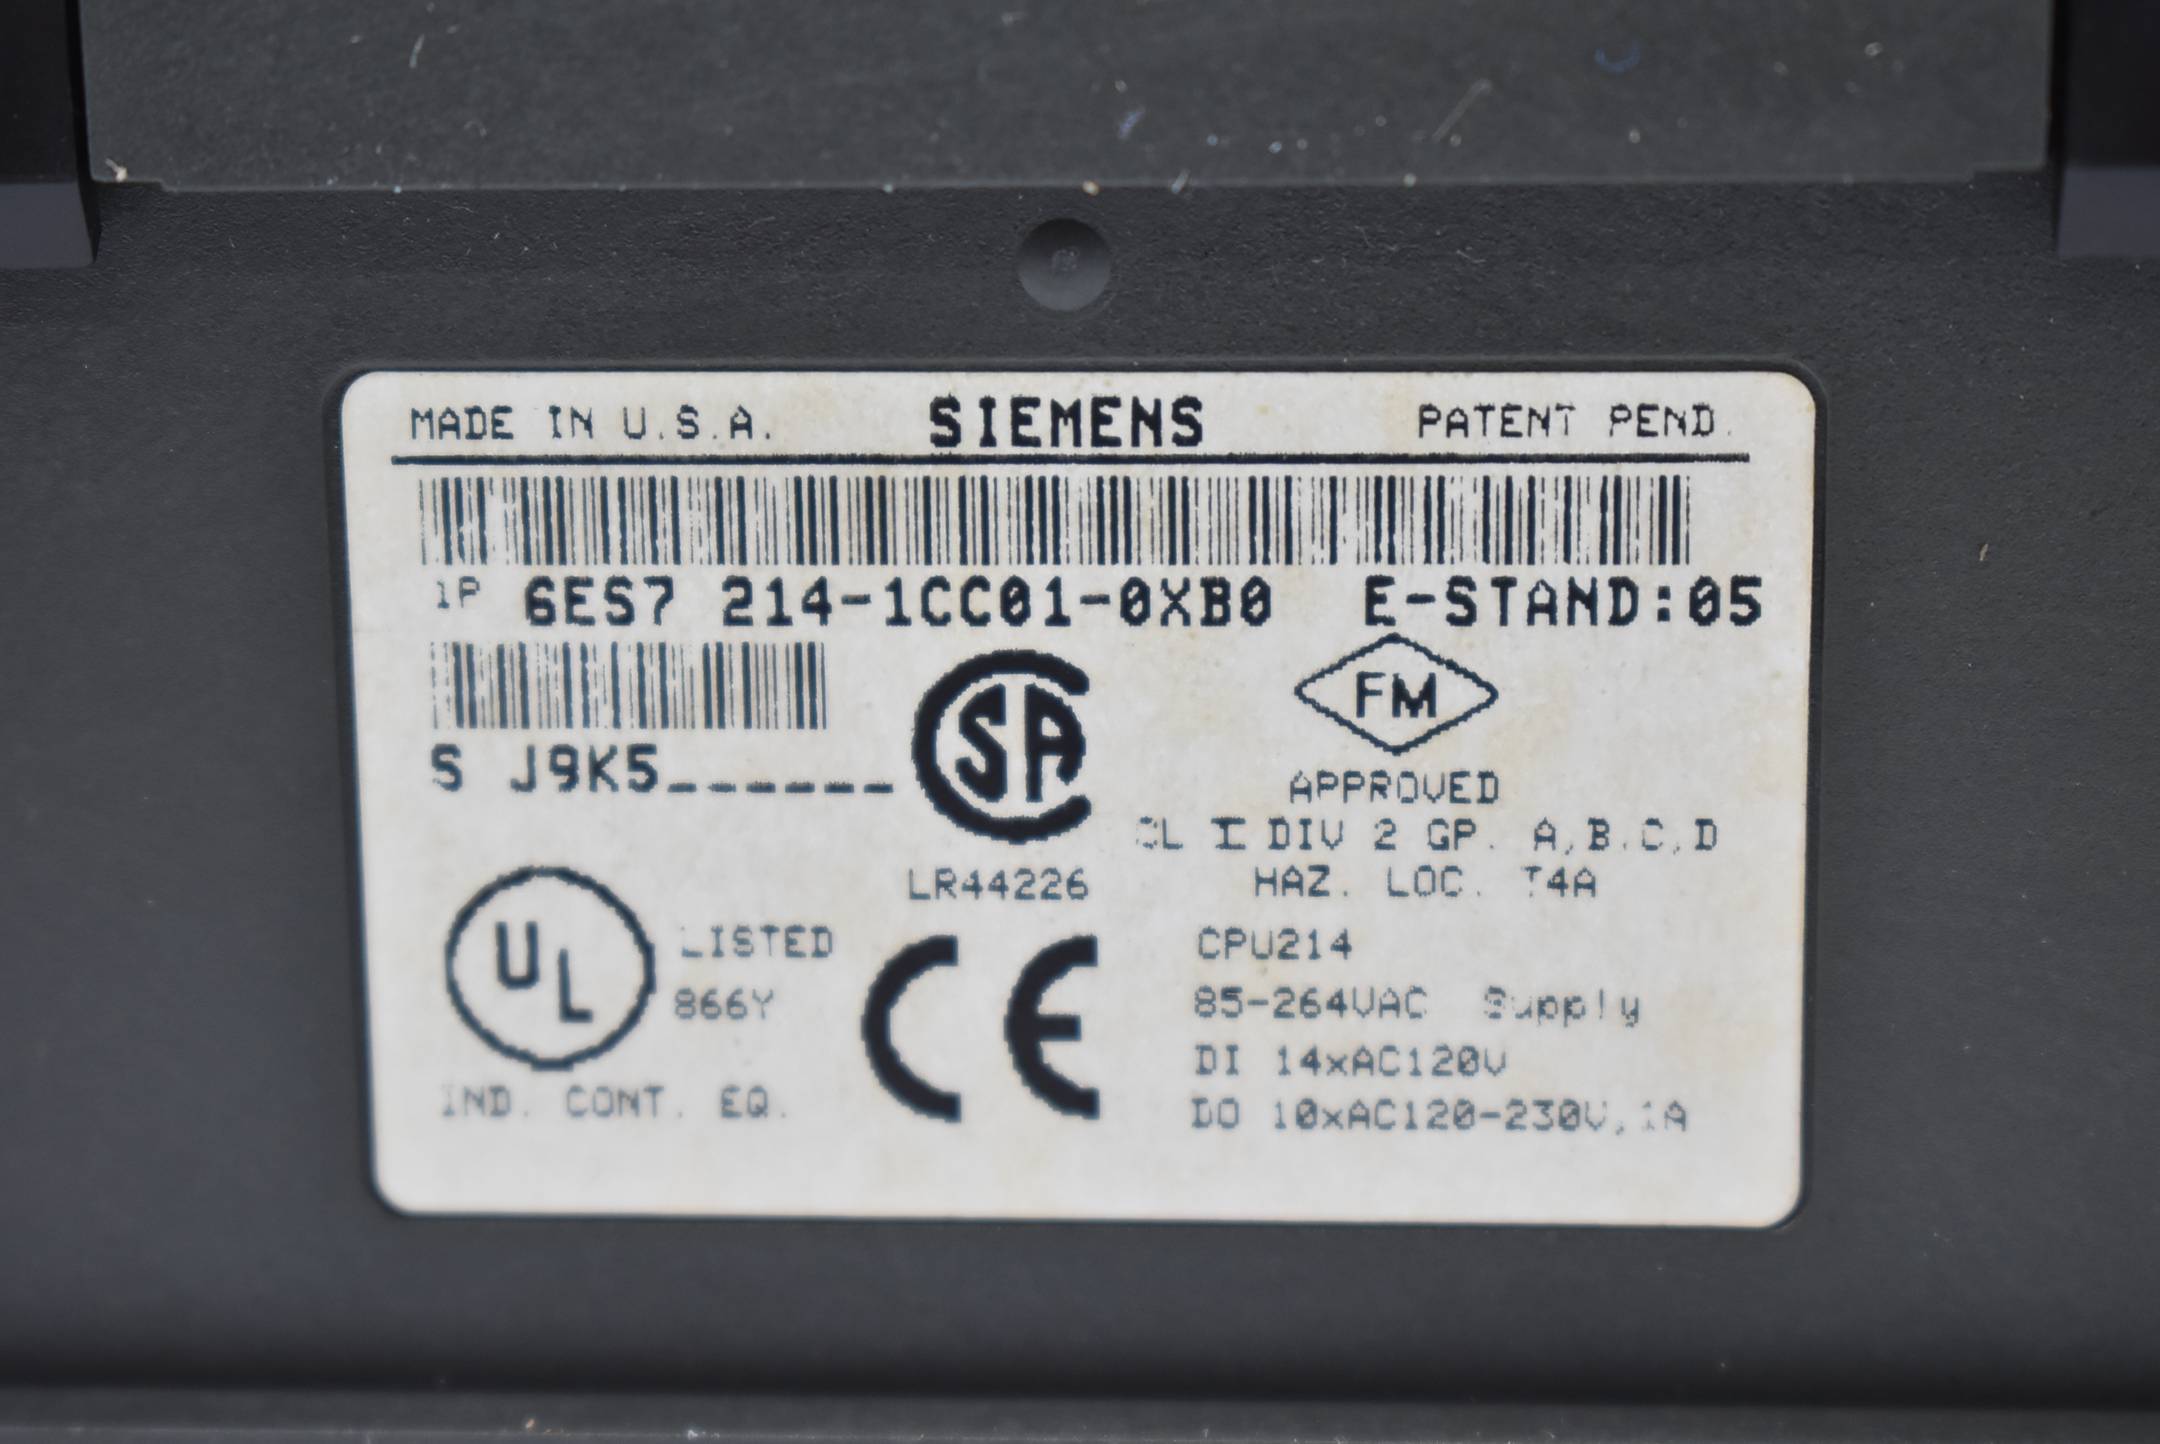 MADE IN U.S.A. SIEMENS PATENT PEND.
1P 6ES7 214-1CC01-0XB0 E-STAND:05
S J9K5______
SA
LR44226
FM
APPROVED
CL I DIV 2 GP. A,B,C,D
HAZ. LOC. T4A
UL LISTED
866Y
IND. CONT. EQ.
CE
CPU214
85-264VAC Supply
DI 14xAC120V
DO 10xAC120-230V,1A